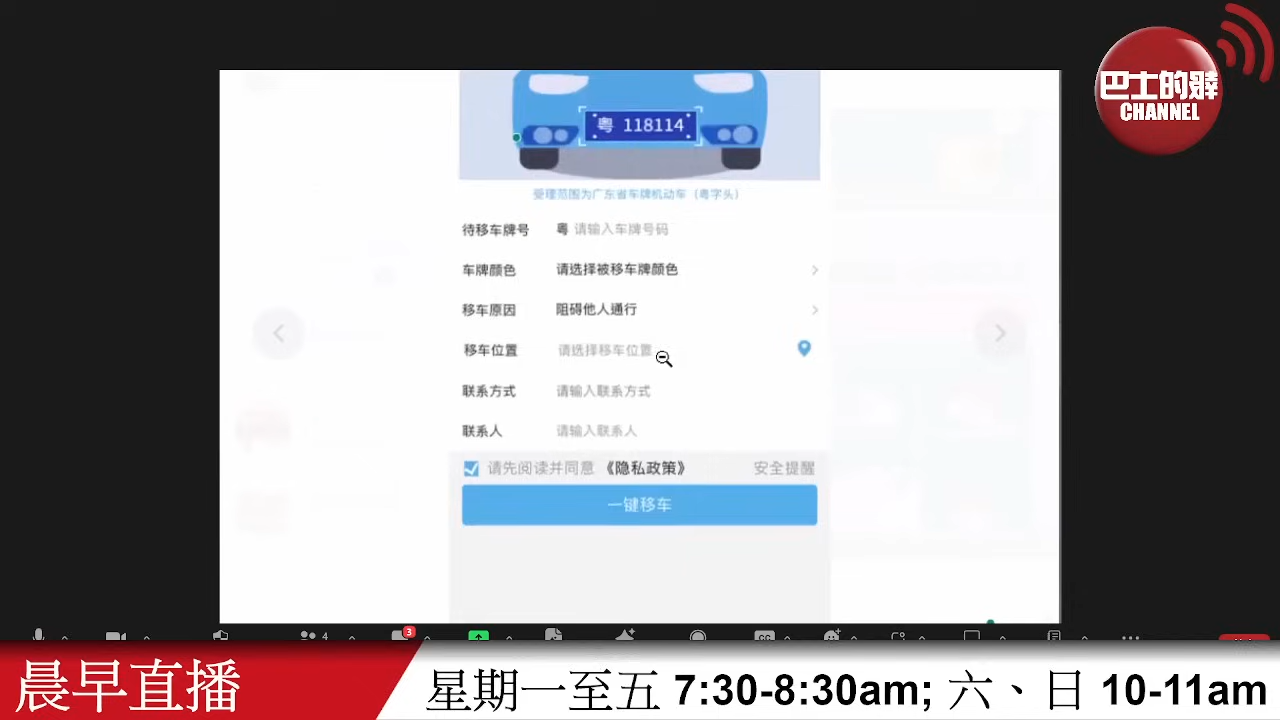 巴士的報
CHANNEL
粤 118114
受理范围为广东省车牌机动车（粤字头）
待移车牌号 粤 请输入车牌号码
车牌颜色 请选择被移车牌颜色
移车原因 阻碍他人通行
移车位置 请选择移车位置
联系方式 请输入联系方式
联系人 请输入联系人
请先阅读并同意 《隐私政策》 安全提醒
一键移车
4 3 CC
晨早直播
星期一至五 7:30-8:30am; 六、日 10-11am